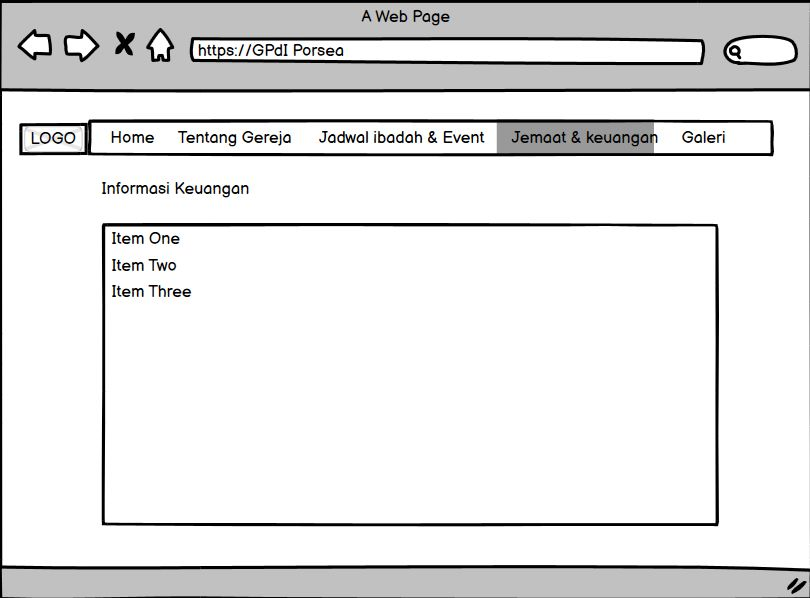 A Web Page
https://GPdI Porsea
LOGO Home Tentang Gereja Jadwal ibadah & Event Jemaat & keuangan Galeri
Informasi Keuangan
Item One
Item Two
Item Three